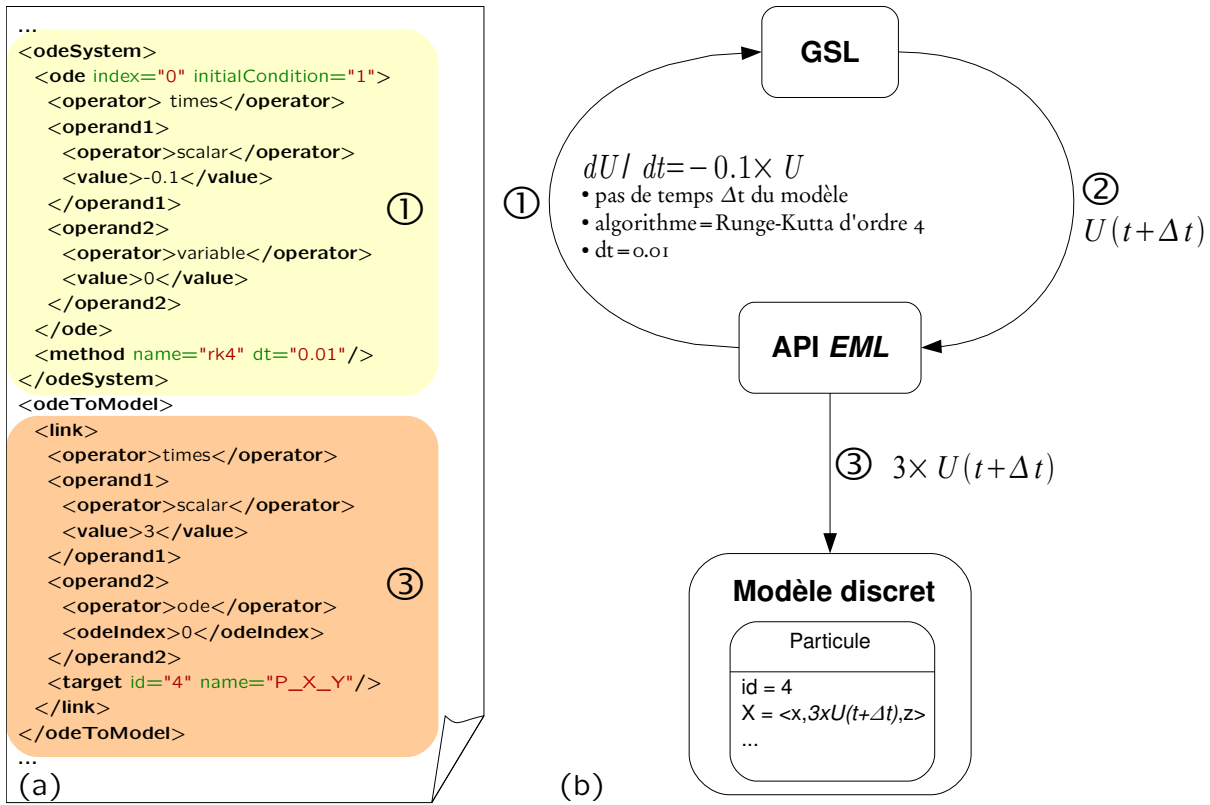 ...
<odeSystem>
<ode index="0" initialCondition="1">
<operator> times</operator>
<operand1>
<operator>scalar</operator>
<value>-0.1</value>
</operand1>
<operand2>
<operator>variable</operator>
<value>0</value>
</operand2>
</ode>
<method name="rk4" dt="0.01"/>
</odeSystem>
①
<odeToModel>
<link>
<operator>times</operator>
<operand1>
<operator>scalar</operator>
<value>3</value>
</operand1>
<operand2>
<operator>ode</operator>
<odeIndex>0</odeIndex>
</operand2>
<target id="4" name="P_X_Y"/>
</link>
</odeToModel>
③
...
(a)
GSL
①
dU/ dt=−0.1× U
• pas de temps Δt du modèle
• algorithme=Runge-Kutta d'ordre 4
• dt=0.01
②
U(t+Δt)
API EML
③ 3× U(t+Δt)
Modèle discret
Particule
id = 4
X = <x,3xU(t+Δt),z>
...
(b)